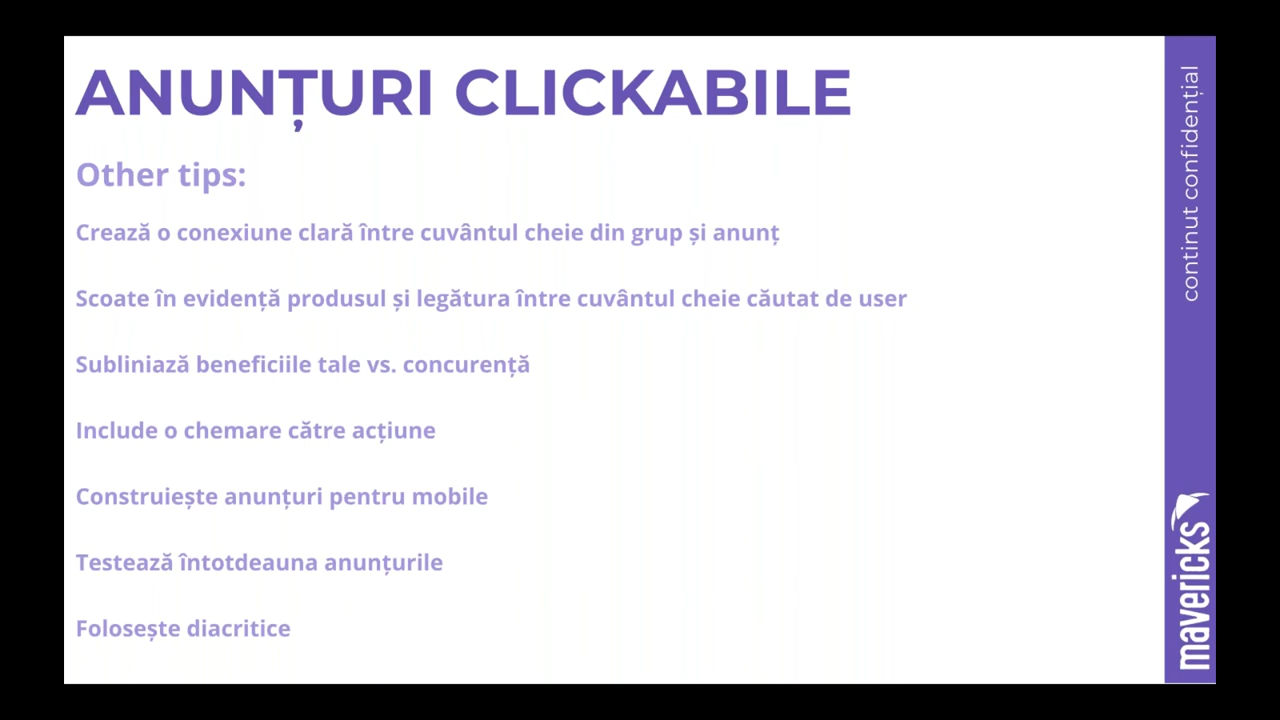 ANUNȚURI CLICKABILE
Other tips:
Crează o conexiune clară între cuvântul cheie din grup și anunț
Scoate în evidență produsul și legătura între cuvântul cheie căutat de user
Subliniază beneficiile tale vs. concurență
Include o chemare către acțiune
Construiește anunțuri pentru mobile
Testează întotdeauna anunțurile
Folosește diacritice
continut confidențial
mavericks